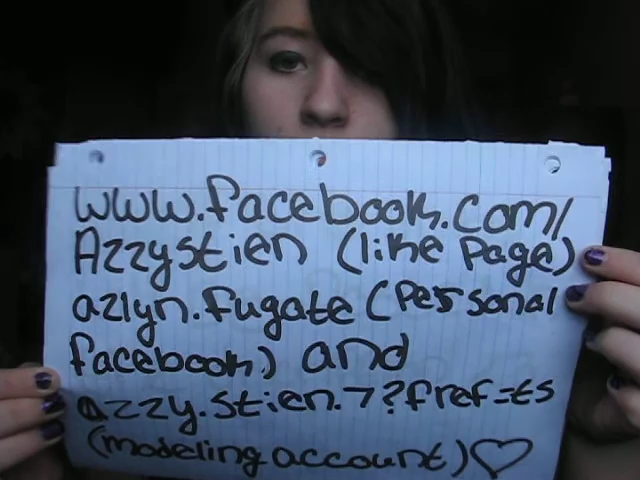 www.facebook.com/
Azzystien (like page)
azlyn.fugate (Personal
facebook) and
azzy.stien.7?fref=ts
(modeling account)♡